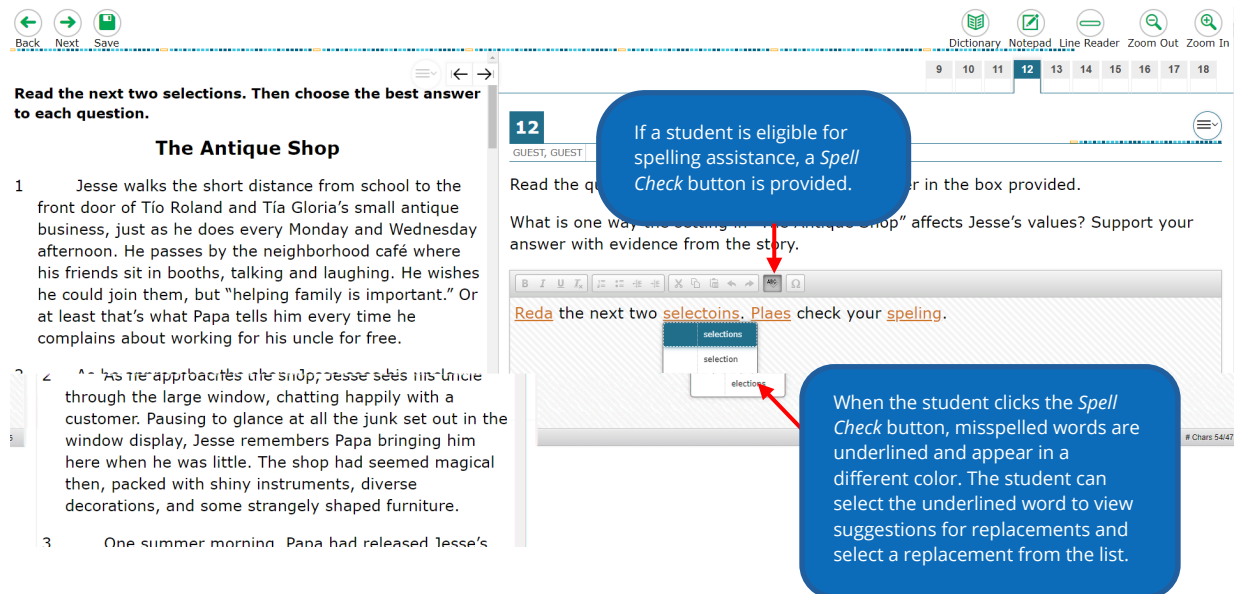 Back Next Save
Dictionary Notepad Line Reader Zoom Out Zoom In
9 10 11 12 13 14 15 16 17 18
Read the next two selections. Then choose the best answer
to each question.
The Antique Shop
1 Jesse walks the short distance from school to the
front door of Tío Roland and Tía Gloria’s small antique
business, just as he does every Monday and Wednesday
afternoon. He passes by the neighborhood café where
his friends sit in booths, talking and laughing. He wishes
he could join them, but “helping family is important.” Or
at least that’s what Papa tells him every time he
complains about working for his uncle for free.
2 As he approaches the shop, Jesse sees his uncle
through the large window, chatting happily with a
customer. Pausing to glance at all the junk set out in the
window display, Jesse remembers Papa bringing him
here when he was little. The shop had seemed magical
then, packed with shiny instruments, diverse
decorations, and some strangely shaped furniture.
3 One summer morning, Papa had released Jesse’s
12
GUEST, GUEST
If a student is eligible for
spelling assistance, a Spell
Check button is provided.
Read the er in the box provided.
What is one way the setting in “The Antique Shop” affects Jesse’s values? Support your
answer with evidence from the story.
B I U Tx ABC Ω
Reda the next two selectoins. Plaes check your speling.
selections
selection
elections
When the student clicks the Spell
Check button, misspelled words are
underlined and appear in a
different color. The student can
select the underlined word to view
suggestions for replacements and
select a replacement from the list.
# Chars 54/47